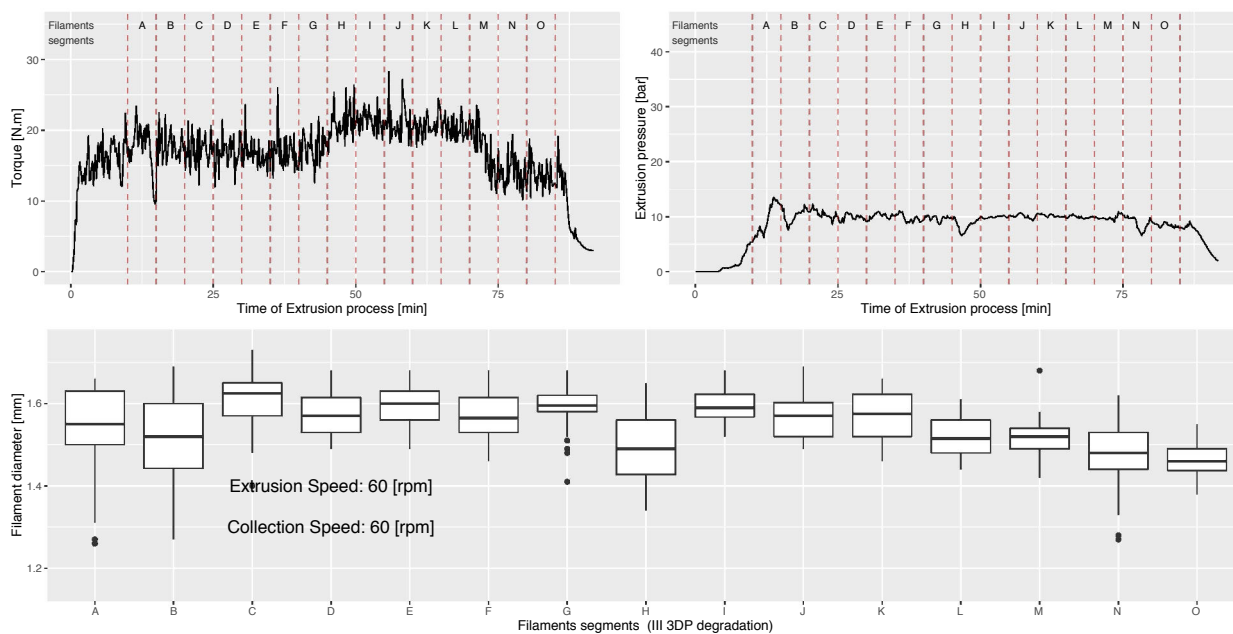 Filaments segments A B C D E F G H I J K L M N O
30
20
10
0
Torque [N.m]
0 25 50 75
Time of Extrusion process [min]
Filaments segments A B C D E F G H I J K L M N O
40
30
20
10
0
Extrusion pressure [bar]
0 25 50 75
Time of Extrusion process [min]
1.6
1.4
1.2
Filament diameter [mm]
Extrusion Speed: 60 [rpm]
Collection Speed: 60 [rpm]
A B C D E F G H I J K L M N O
Filaments segments (III 3DP degradation)